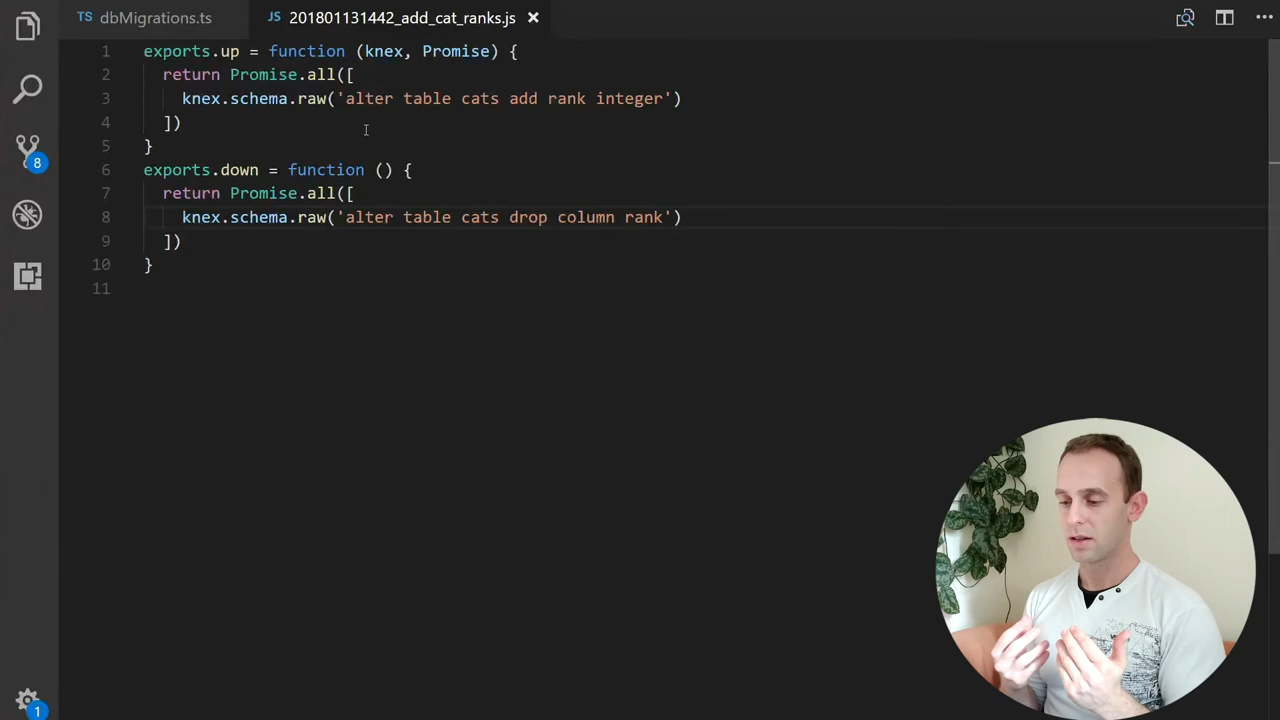 TS dbMigrations.ts
JS 201801131442_add_cat_ranks.js ×
1 exports.up = function (knex, Promise) {
2 return Promise.all([
3 knex.schema.raw('alter table cats add rank integer')
4 ])
5 }
6 exports.down = function () {
7 return Promise.all([
8 knex.schema.raw('alter table cats drop column rank')
9 ])
10 }
11
8
1